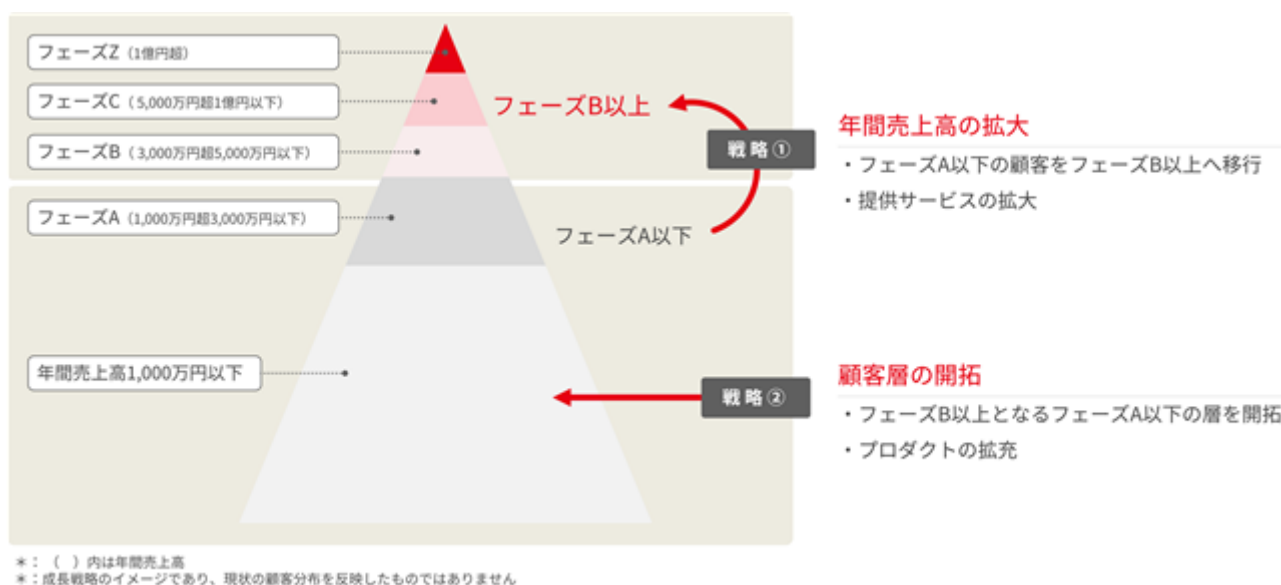 フェーズZ（1億円超）
フェーズC（5,000万円超1億円以下）
フェーズB（3,000万円超5,000万円以下）
フェーズB以上
戦略①
年間売上高の拡大
・フェーズA以下の顧客をフェーズB以上へ移行
・提供サービスの拡大
フェーズA（1,000万円超3,000万円以下）
フェーズA以下
年間売上高1,000万円以下
戦略②
顧客層の開拓
・フェーズB以上となるフェーズA以下の層を開拓
・プロダクトの拡充
＊：（　）内は年間売上高
＊：成長戦略のイメージであり、現状の顧客分布を反映したものではありません